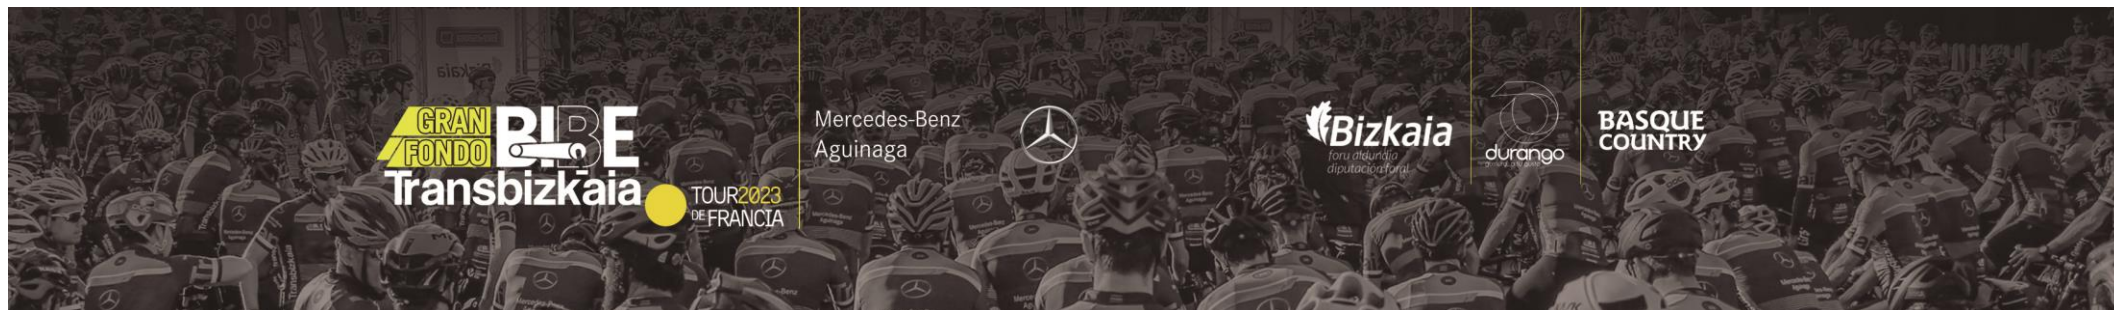 GRAN
FONDO
BIBE
Transbizkaia
TOUR2023
DE FRANCIA
Mercedes-Benz
Aguinaga
Bizkaia
foru aldundia
diputación foral
durango
BASQUE
COUNTRY